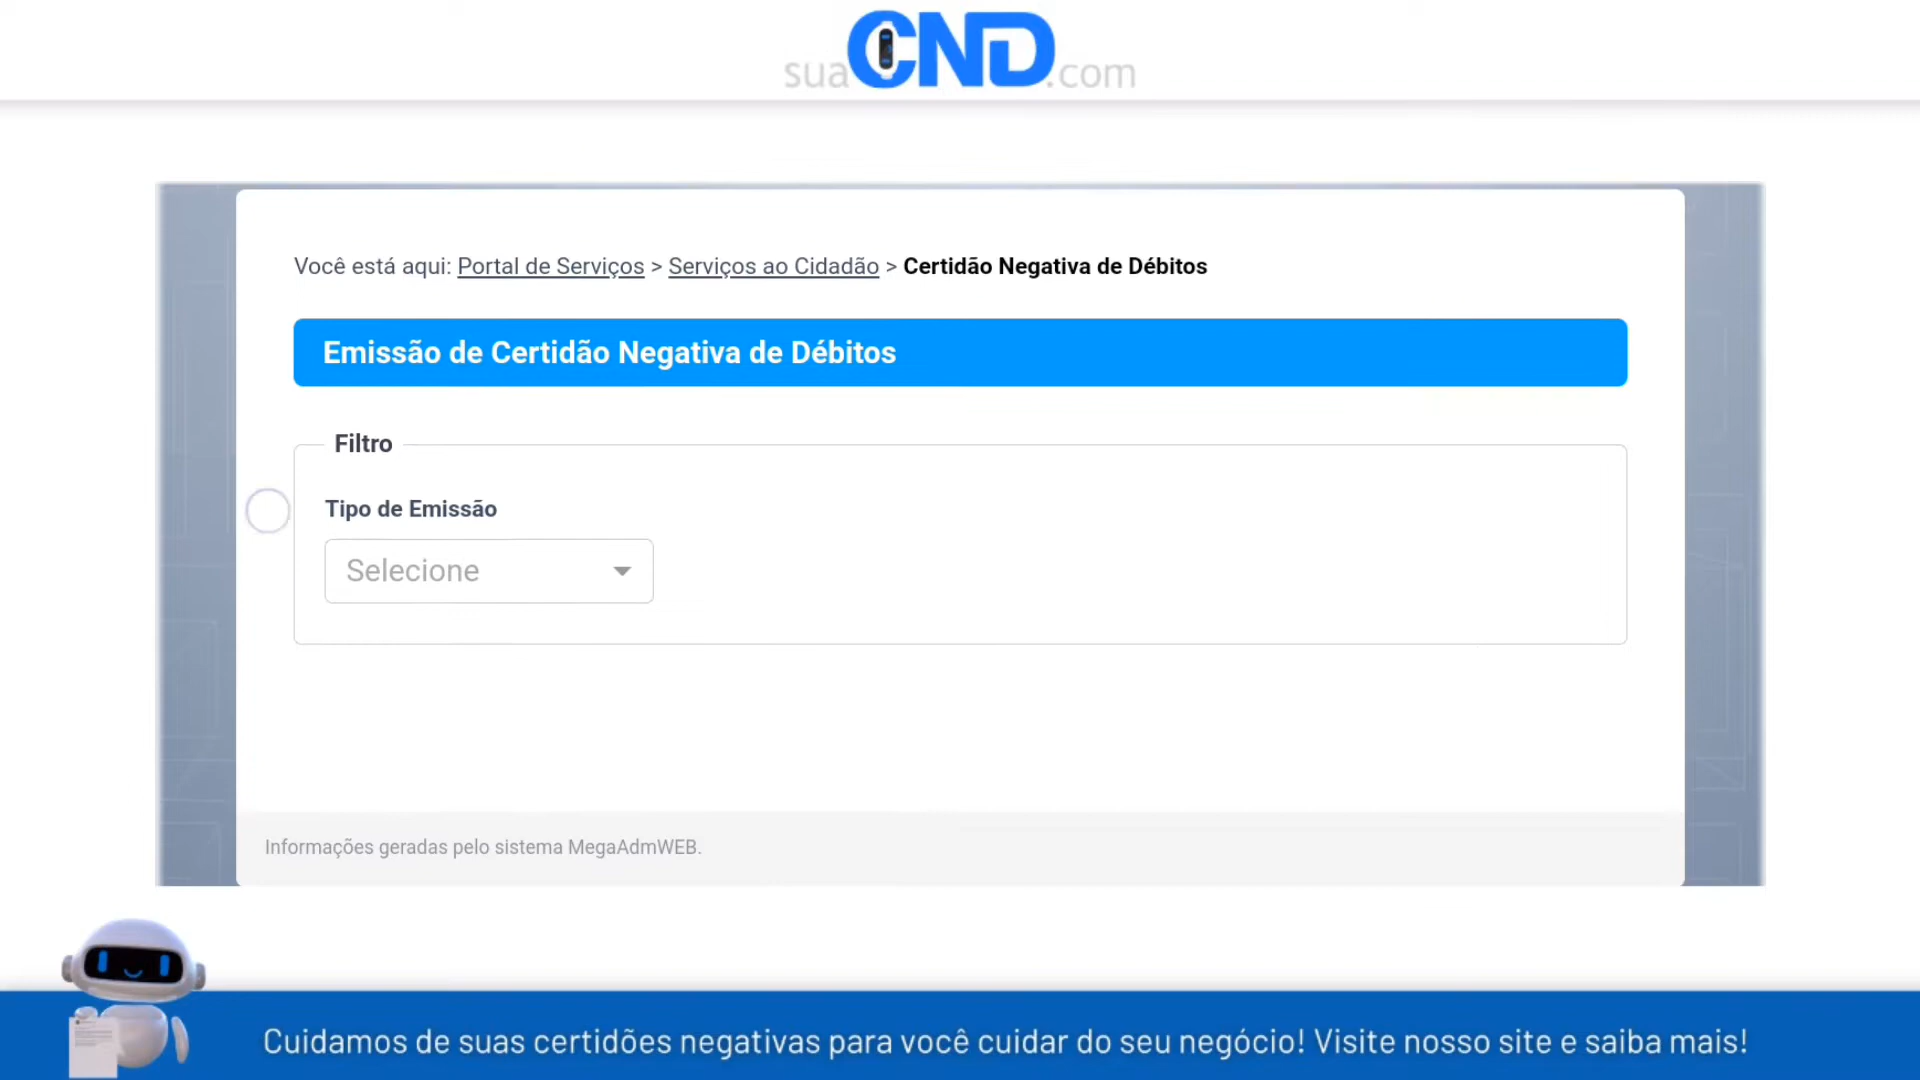 suaCND.com
Você está aqui: Portal de Serviços > Serviços ao Cidadão > Certidão Negativa de Débitos
Emissão de Certidão Negativa de Débitos
Filtro
Tipo de Emissão
Selecione
Informações geradas pelo sistema MegaAdmWEB.
Cuidamos de suas certidões negativas para você cuidar do seu negócio! Visite nosso site e saiba mais!